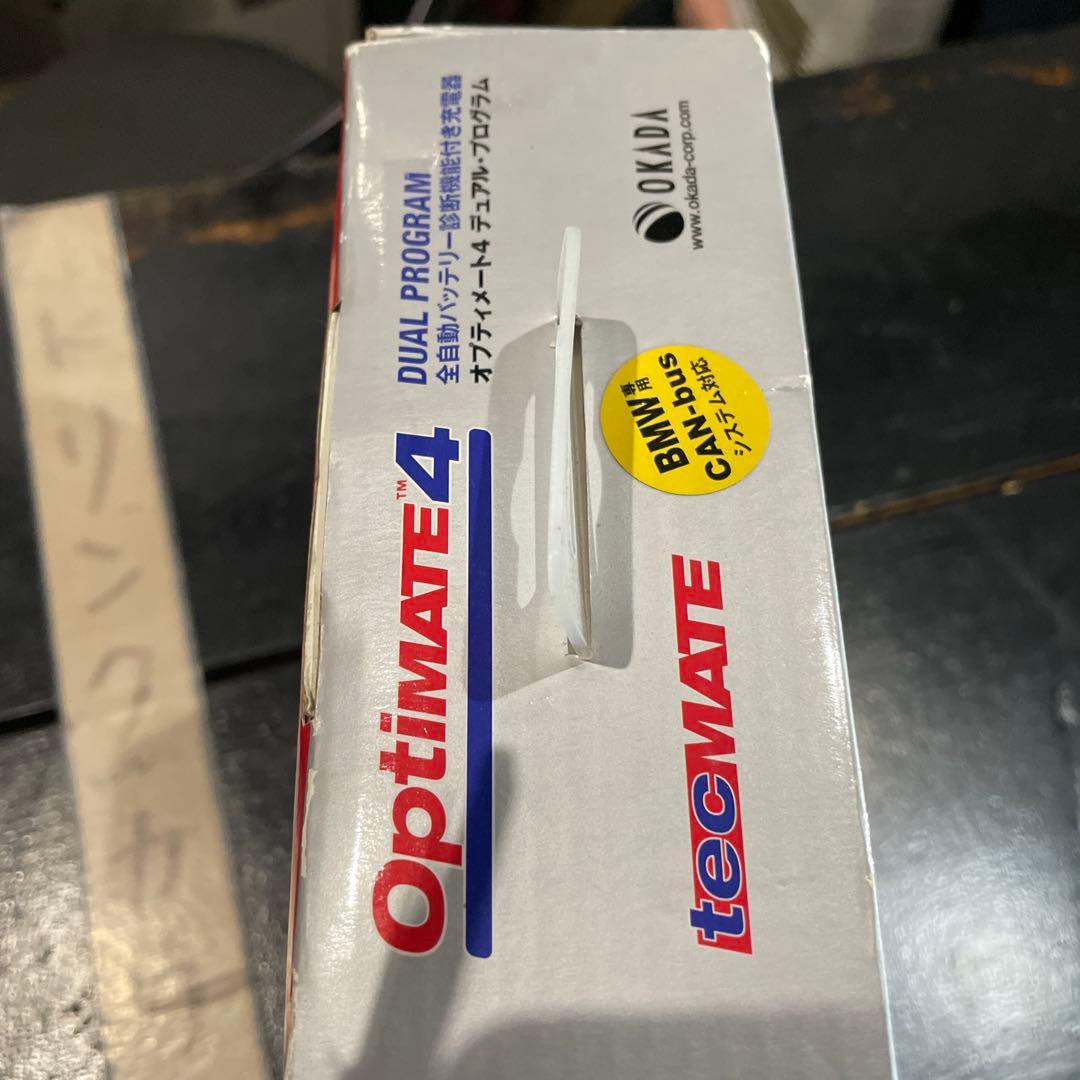 OptiMATE™4
DUAL PROGRAM
全自動バッテリー診断機能付き充電器
オプティメート4 デュアル・プログラム
BMW専用
CAN-bus
システム対応
tecMATE
OKADA
www.okada-corp.com